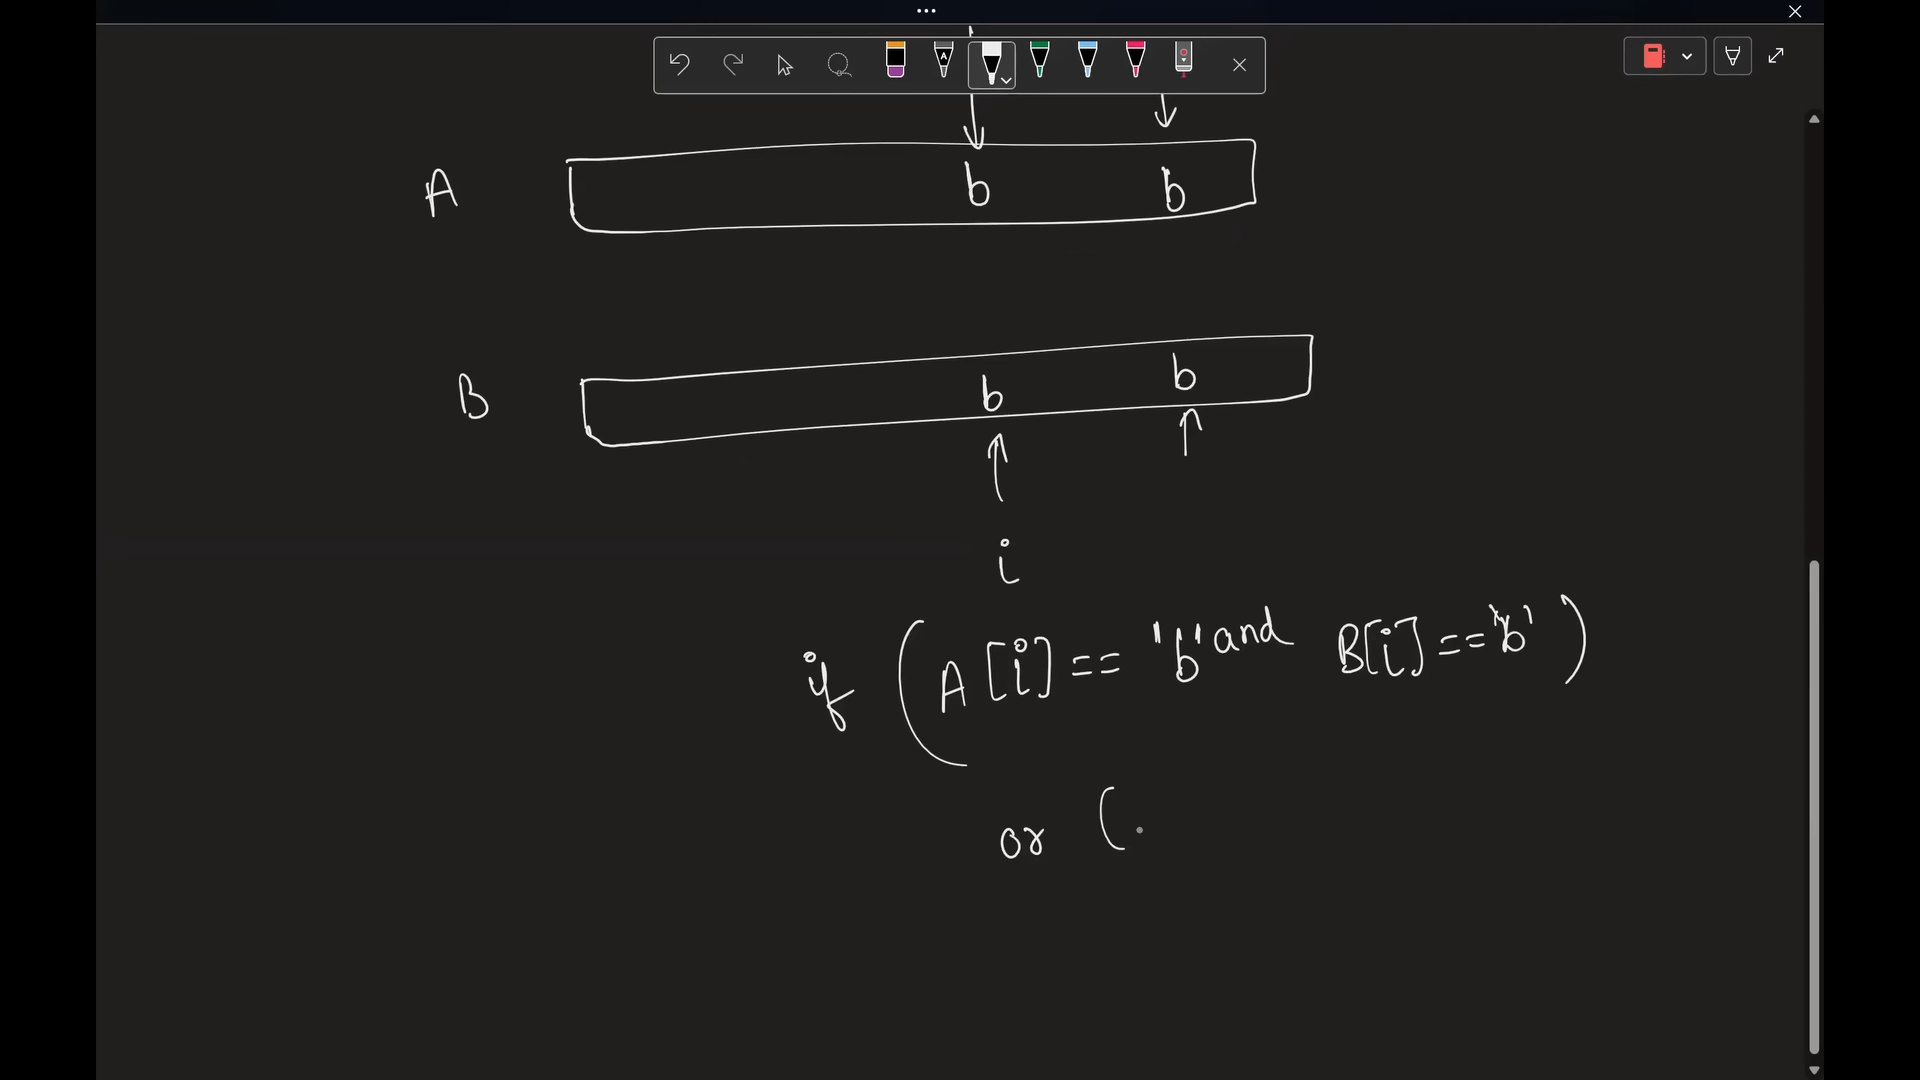 A b b
B b b
i
if (A[i] == 'b' and B[i] == 'b')
or (